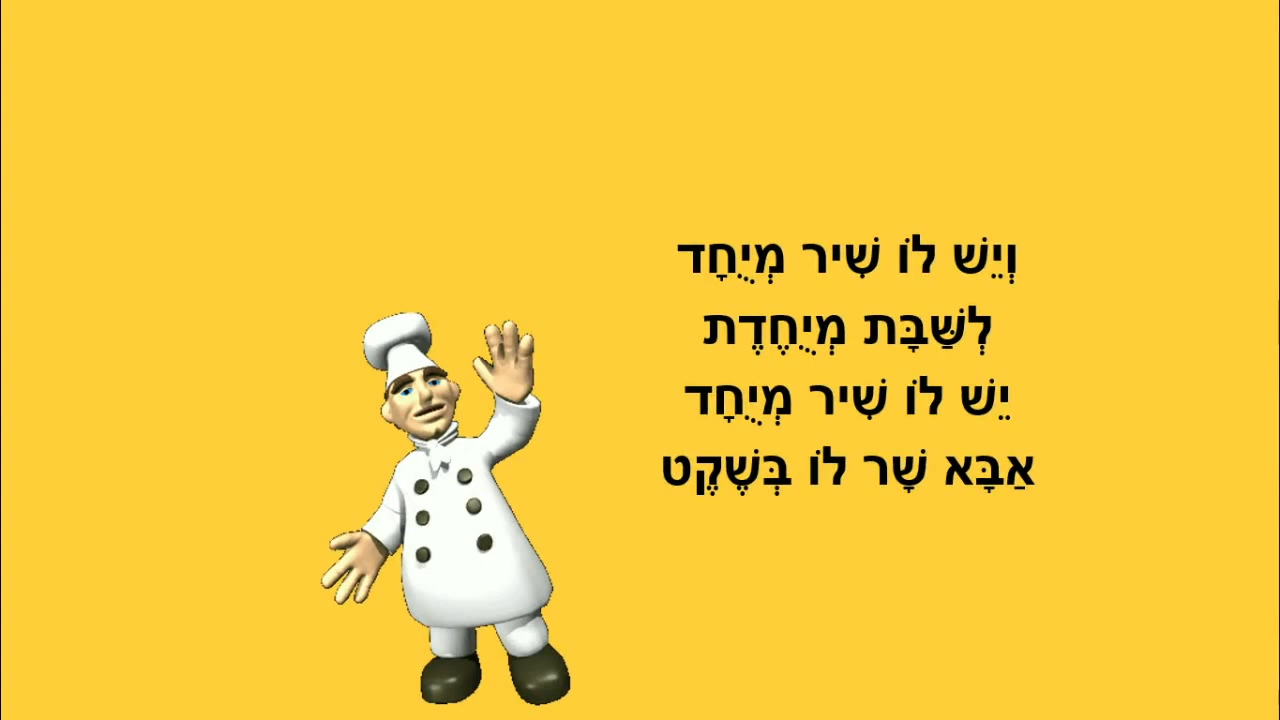 וְיֵשׁ לוֹ שִׁיר מְיֻחָד
לְשַּׁבָּת מְיֻחֶדֶת
יֵשׁ לוֹ שִׁיר מְיֻחָד
אַבָּא שָׁר לוֹ בְּשֶׁקֶט